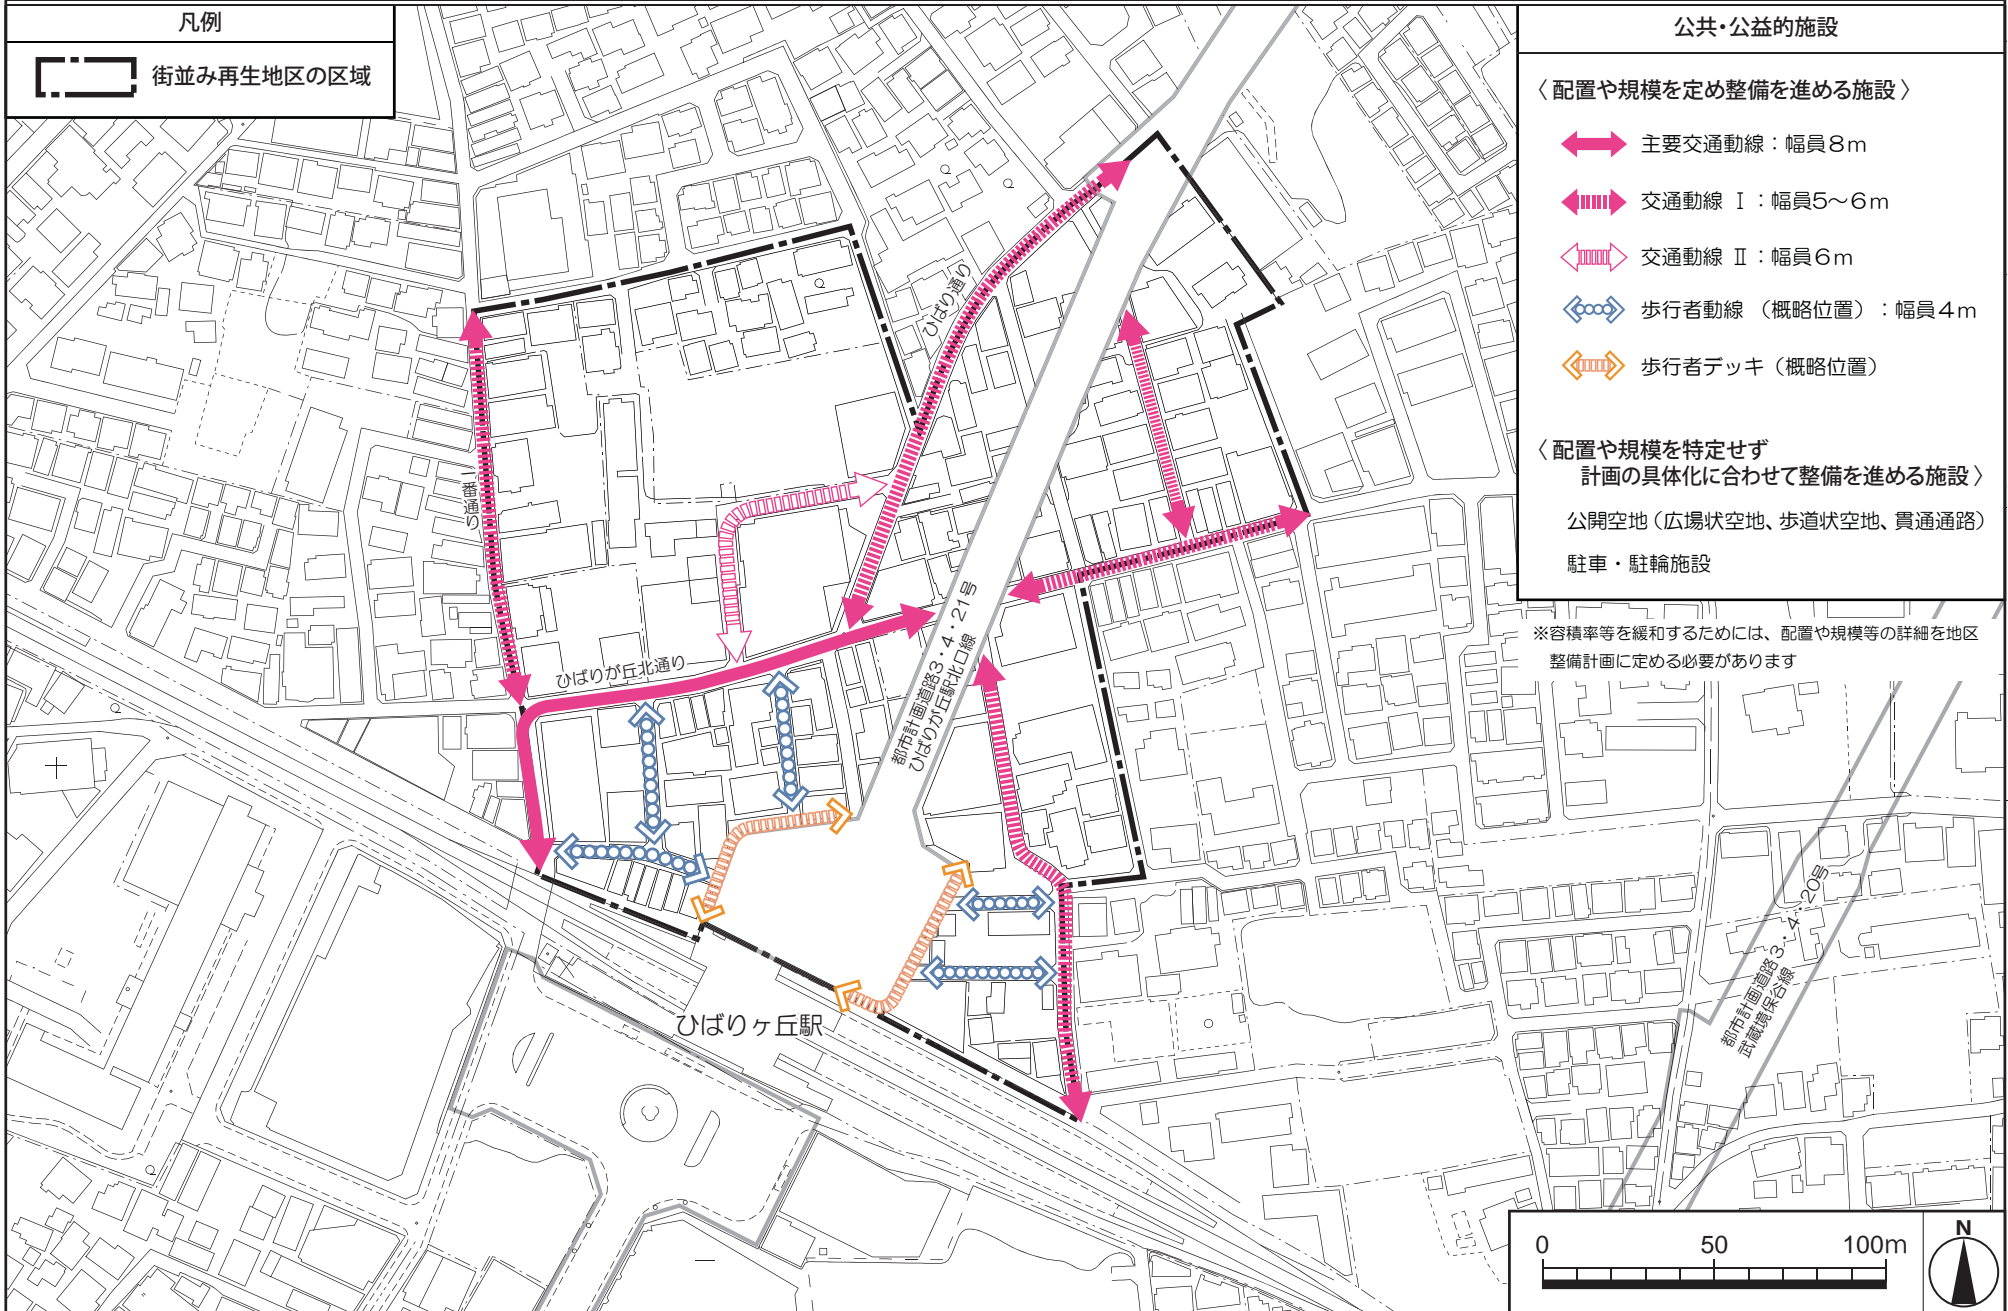 凡例
街並み再生地区の区域
公共・公益的施設
〈 配置や規模を定め整備を進める施設 〉
主要交通動線：幅員8m
交通動線 Ⅰ：幅員5～6m
交通動線 Ⅱ：幅員6m
歩行者動線 （概略位置）：幅員4m
歩行者デッキ（概略位置）
〈 配置や規模を特定せず
計画の具体化に合わせて整備を進める施設 〉
公開空地（広場状空地、歩道状空地、貫通通路）
駐車・駐輪施設
※容積率等を緩和するためには、配置や規模等の詳細を地区
整備計画に定める必要があります
ひばり通り
一番通り
ひばりが丘北通り
都市計画道路3・4・21号
ひばりが丘駅北口線
都市計画道路3・4・20号
武蔵境保谷線
ひばりヶ丘駅
0 50 100m
N